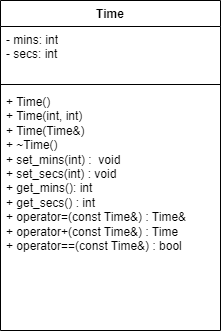 Time
- mins: int
- secs: int
+ Time()
+ Time(int, int)
+ Time(Time&)
+ ~Time()
+ set_mins(int) :  void
+ set_secs(int) : void
+ get_mins(): int
+ get_secs() : int
+ operator=(const Time&) : Time&
+ operator+(const Time&) : Time
+ operator==(const Time&) : bool